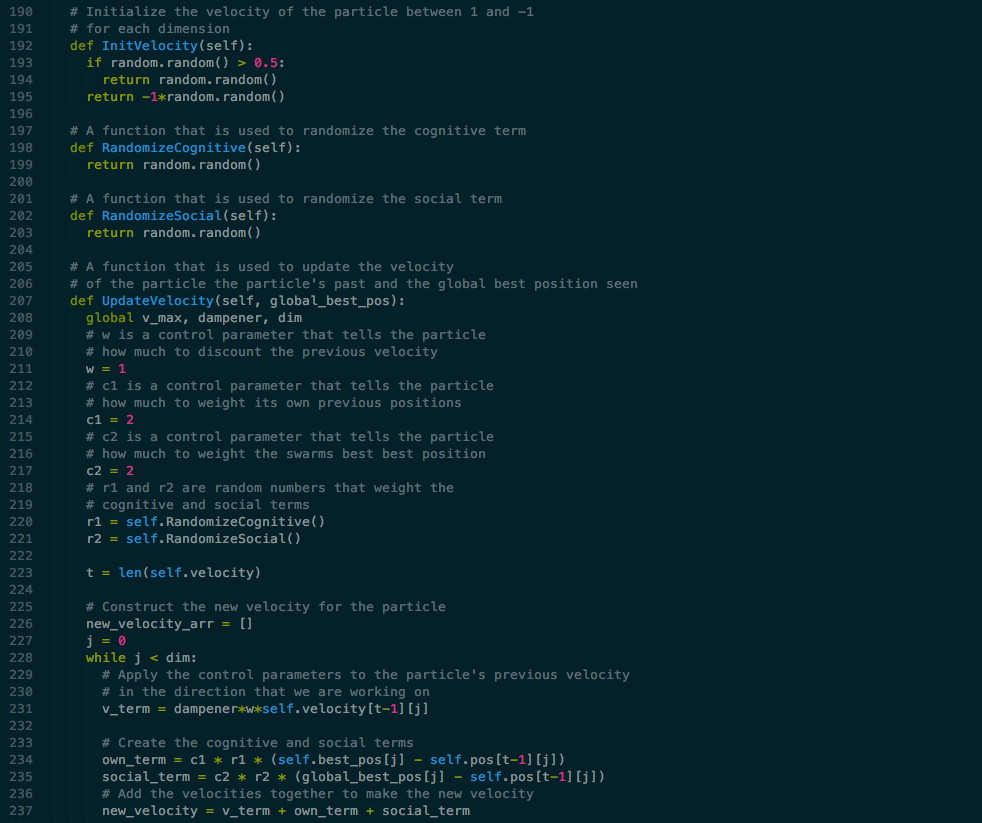 190 # Initialize the velocity of the particle between 1 and -1
191 # for each dimension
192 def InitVelocity(self):
193 if random.random() > 0.5:
194 return random.random()
195 return -1*random.random()
196
197 # A function that is used to randomize the cognitive term
198 def RandomizeCognitive(self):
199 return random.random()
200
201 # A function that is used to randomize the social term
202 def RandomizeSocial(self):
203 return random.random()
204
205 # A function that is used to update the velocity
206 # of the particle the particle's past and the global best position seen
207 def UpdateVelocity(self, global_best_pos):
208 global v_max, dampener, dim
209 # w is a control parameter that tells the particle
210 # how much to discount the previous velocity
211 w = 1
212 # c1 is a control parameter that tells the particle
213 # how much to weight its own previous positions
214 c1 = 2
215 # c2 is a control parameter that tells the particle
216 # how much to weight the swarms best best position
217 c2 = 2
218 # r1 and r2 are random numbers that weight the
219 # cognitive and social terms
220 r1 = self.RandomizeCognitive()
221 r2 = self.RandomizeSocial()
222
223 t = len(self.velocity)
224
225 # Construct the new velocity for the particle
226 new_velocity_arr = []
227 j = 0
228 while j < dim:
229 # Apply the control parameters to the particle's previous velocity
230 # in the direction that we are working on
231 v_term = dampener*w*self.velocity[t-1][j]
232
233 # Create the cognitive and social terms
234 own_term = c1 * r1 * (self.best_pos[j] - self.pos[t-1][j])
235 social_term = c2 * r2 * (global_best_pos[j] - self.pos[t-1][j])
236 # Add the velocities together to make the new velocity
237 new_velocity = v_term + own_term + social_term